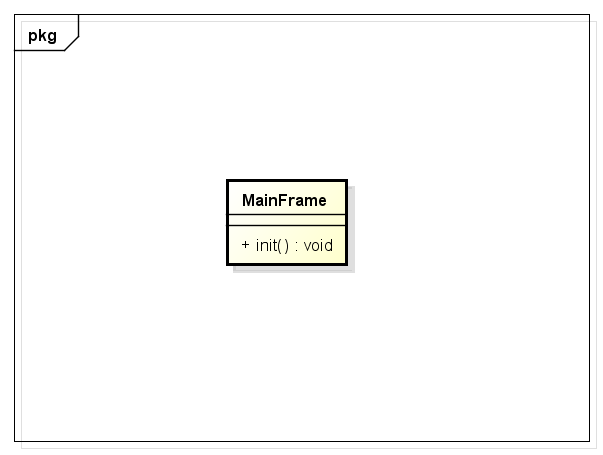 pkg
MainFrame
+ init() : void